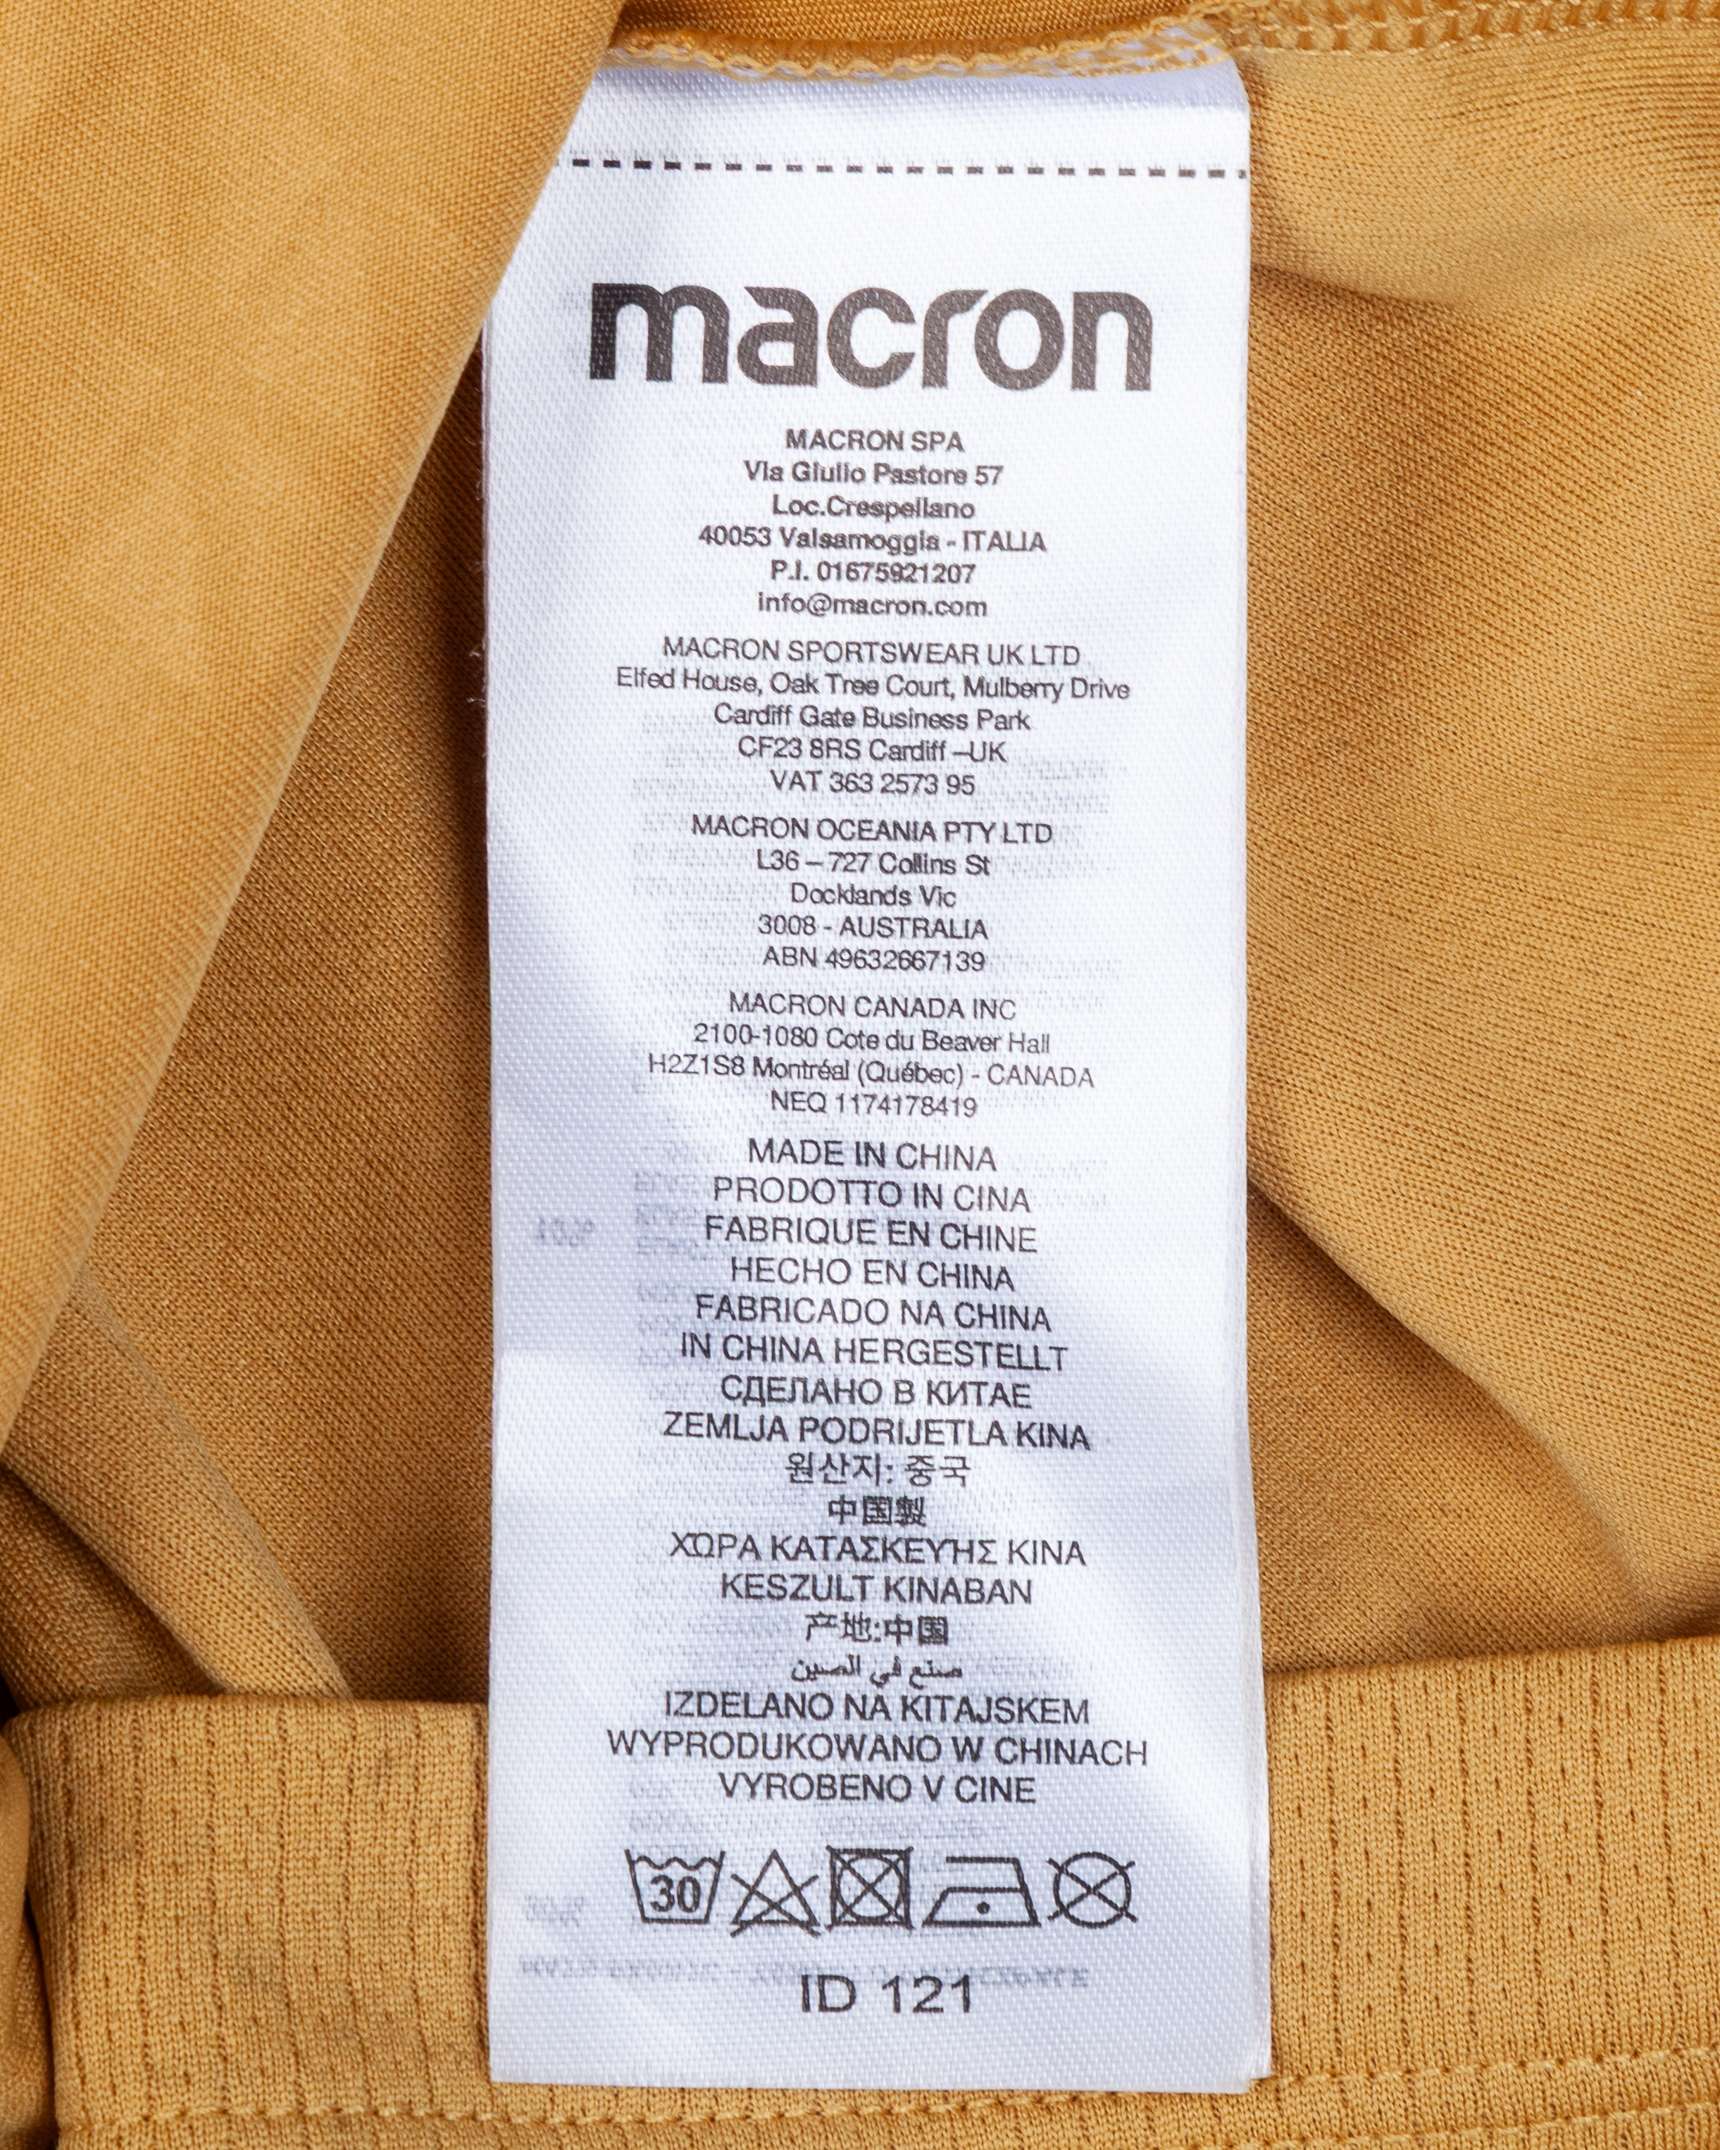 macron
MACRON SPA
Via Giulio Pastore 57
Loc.Crespellano
40053 Valsamoggia - ITALIA
P.I. 01675921207
info@macron.com
MACRON SPORTSWEAR UK LTD
Elfed House, Oak Tree Court, Mulberry Drive
Cardiff Gate Business Park
CF23 8RS Cardiff –UK
VAT 363 2573 95
MACRON OCEANIA PTY LTD
L36 – 727 Collins St
Docklands Vic
3008 - AUSTRALIA
ABN 49632667139
MACRON CANADA INC
2100-1080 Cote du Beaver Hall
H2Z1S8 Montréal (Québec) - CANADA
NEQ 1174178419
MADE IN CHINA
PRODOTTO IN CINA
FABRIQUE EN CHINE
HECHO EN CHINA
FABRICADO NA CHINA
IN CHINA HERGESTELLT
СДЕЛАНО В КИТАЕ
ZEMLJA PODRIJETLA KINA
원산지: 중국
中国製
ΧΩΡΑ ΚΑΤΑΣΚΕΥΉΣ ΚΙΝΑ
KESZULT KINABAN
产地:中国
صنع في الصين
IZDELANO NA KITAJSKEM
WYPRODUKOWANO W CHINACH
VYROBENO V CINE
30
ID 121